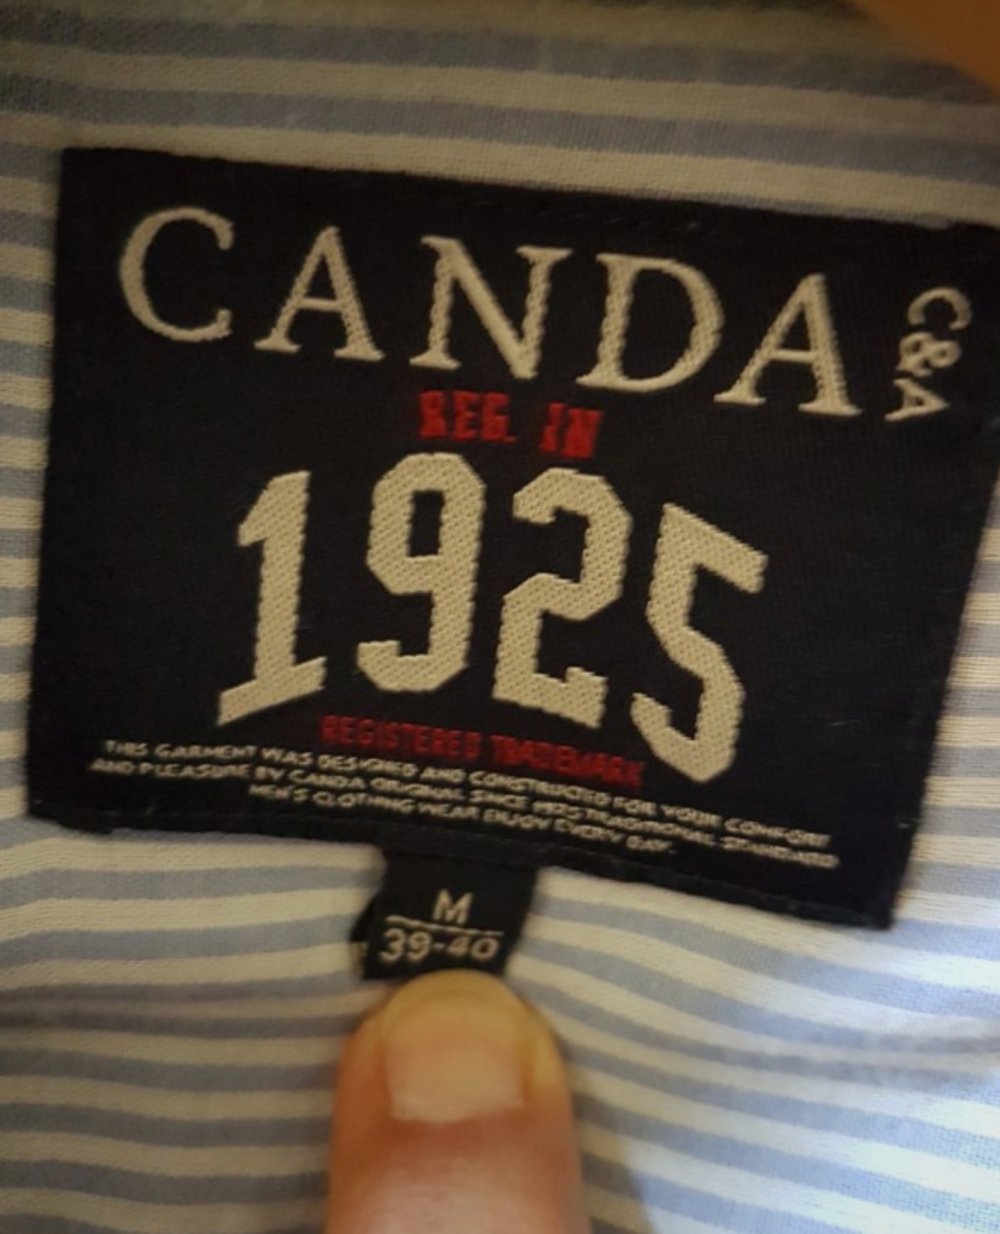 CANDA C&A
REG. IN
1925
REGISTERED TRADEMARK
THIS GARMENT WAS DESIGNED AND CONSTRUCTED FOR YOUR COMFORT
AND PLEASURE BY CANDA ORIGINAL SINCE TRADITIONAL STANDARD
MEN'S CLOTHING WEAR ENJOY EVERY DAY
M
39-40